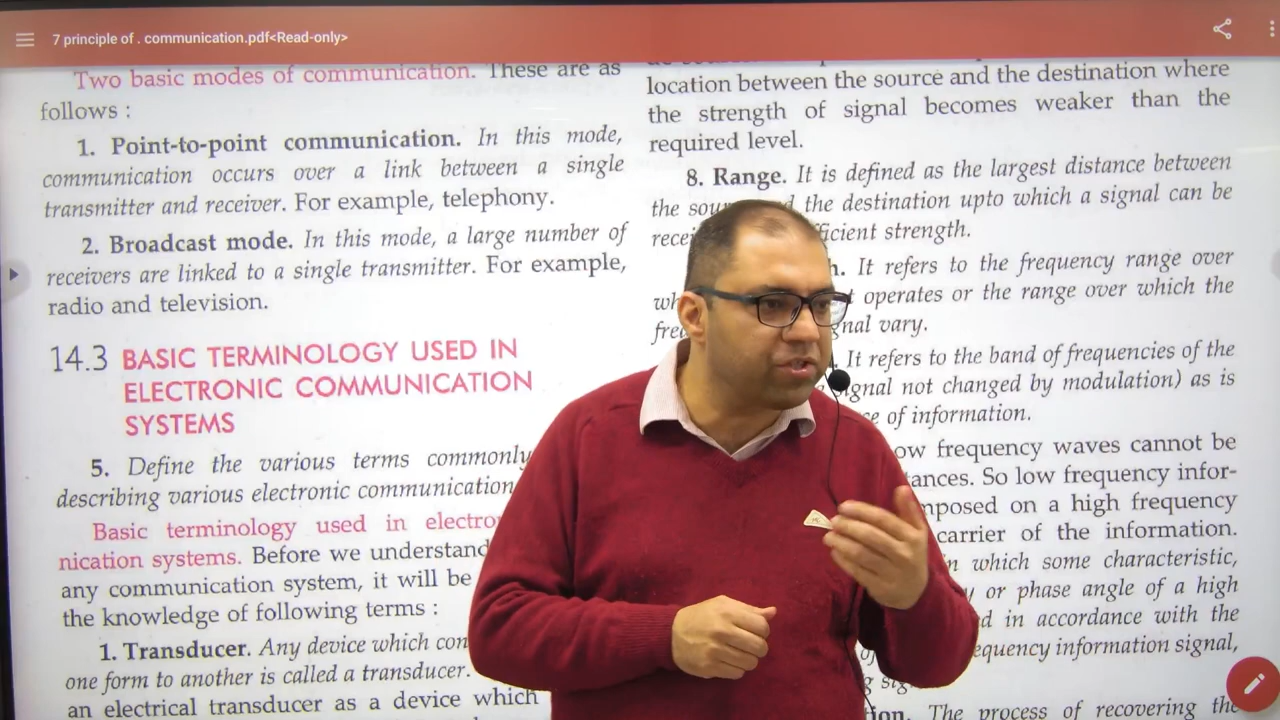 7 principle of . communication.pdf<Read-only>
Two basic modes of communication. These are as
follows :
1. Point-to-point communication. In this mode,
communication occurs over a link between a single
transmitter and receiver. For example, telephony.
2. Broadcast mode. In this mode, a large number of
receivers are linked to a single transmitter. For example,
radio and television.
14.3 BASIC TERMINOLOGY USED IN
ELECTRONIC COMMUNICATION
SYSTEMS
5. Define the various terms commonly
describing various electronic communication
Basic terminology used in electro
nication systems. Before we understand
any communication system, it will be
the knowledge of following terms :
1. Transducer. Any device which con
one form to another is called a transducer.
an electrical transducer as a device which
location between the source and the destination where
the strength of signal becomes weaker than the
required level.
8. Range. It is defined as the largest distance between
the sou d the destination upto which a signal can be
recei fficient strength.
h. It refers to the frequency range over
wh t operates or the range over which the
fre gnal vary.
It refers to the band of frequencies of the
signal not changed by modulation) as is
ce of information.
ow frequency waves cannot be
tances. So low frequency infor-
mposed on a high frequency
carrier of the information.
n which some characteristic,
y or phase angle of a high
d in accordance with the
equency information signal,
g sig
ion. The process of recovering the